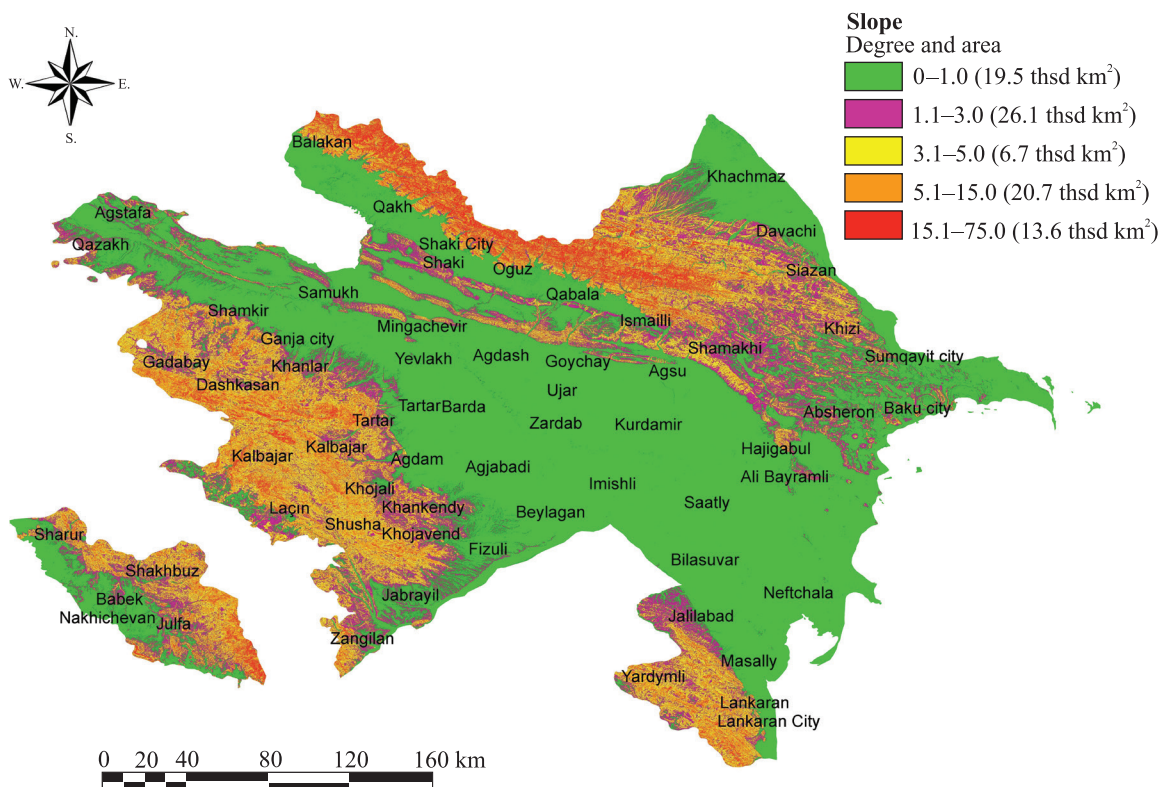 Slope
Degree and area
0–1.0 (19.5 thsd km²)
1.1–3.0 (26.1 thsd km²)
3.1–5.0 (6.7 thsd km²)
5.1–15.0 (20.7 thsd km²)
15.1–75.0 (13.6 thsd km²)
N.
W. E.
S.
Balakan
Khachmaz
Qakh
Agstafa
Davachi
Qazakh
Shaki City
Shaki
Oguz
Siazan
Samukh
Qabala
Shamkir
Ismailli
Mingachevir
Khizi
Ganja city
Shamakhi
Gadabay
Khanlar
Yevlakh
Agdash
Goychay
Agsu
Sumqayit city
Dashkasan
Ujar
Tartar
Barda
Absheron
Baku city
Tartar
Zardab
Kurdamir
Kalbajar
Kalbajar
Agdam
Hajigabul
Agjabadi
Ali Bayramli
Khojali
Imishli
Laçın
Khankendy
Saatly
Shusha
Beylagan
Sharur
Khojavend
Fizuli
Shakhbuz
Bilasuvar
Babek
Jabrayil
Neftchala
Nakhichevan
Julfa
Jalilabad
Zangilan
Masally
Yardymli
Lankaran
Lankaran City
0 20 40 80 120 160 km